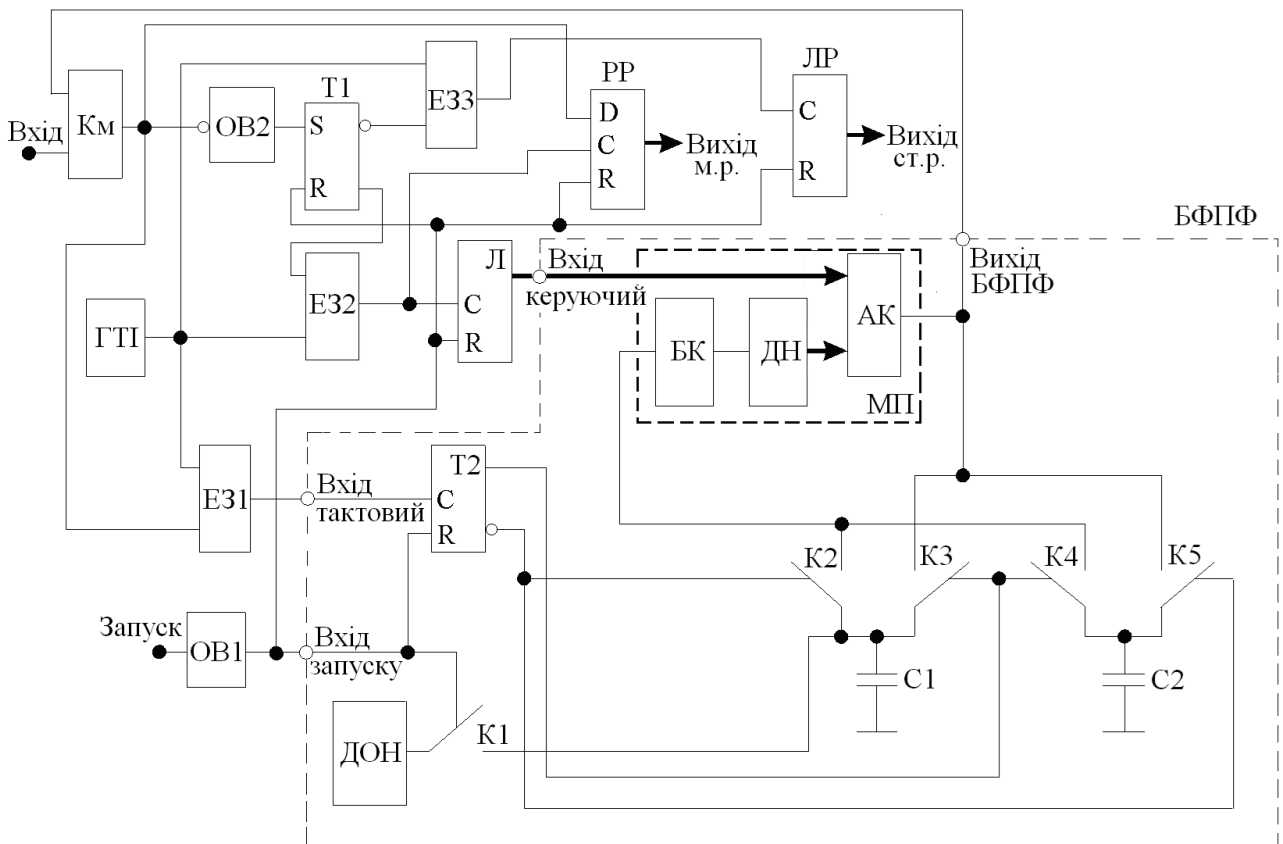 РР
ЛР
Т1
ЕЗ3
Км
ОВ2
S
D
C
Вхід
C
Вихід
м.р.
Вихід
ст.р.
R
R
R
БФПФ
Л
Вхід
керуючий
Вихід
БФПФ
ЕЗ2
C
R
АК
ГТІ
БК
ДН
МП
Т2
ЕЗ1
Вхід
тактовий
C
R
К2
К3
К4
К5
Запуск
ОВ1
Вхід
запуску
С1
С2
К1
ДОН